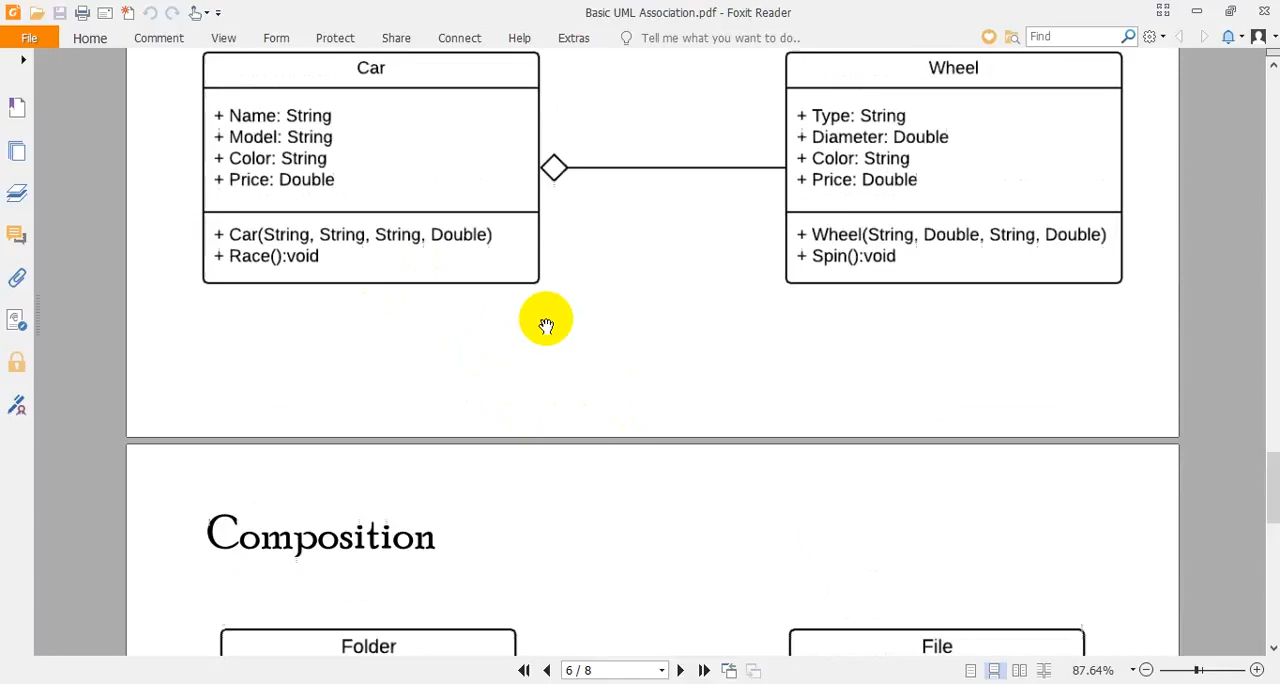 Basic UML Association.pdf - Foxit Reader
File Home Comment View Form Protect Share Connect Help Extras Tell me what you want to do.. Find
Car
+ Name: String
+ Model: String
+ Color: String
+ Price: Double
+ Car(String, String, String, Double)
+ Race():void
Wheel
+ Type: String
+ Diameter: Double
+ Color: String
+ Price: Double
+ Wheel(String, Double, String, Double)
+ Spin():void
Composition
Folder
File
6 / 8
87.64%